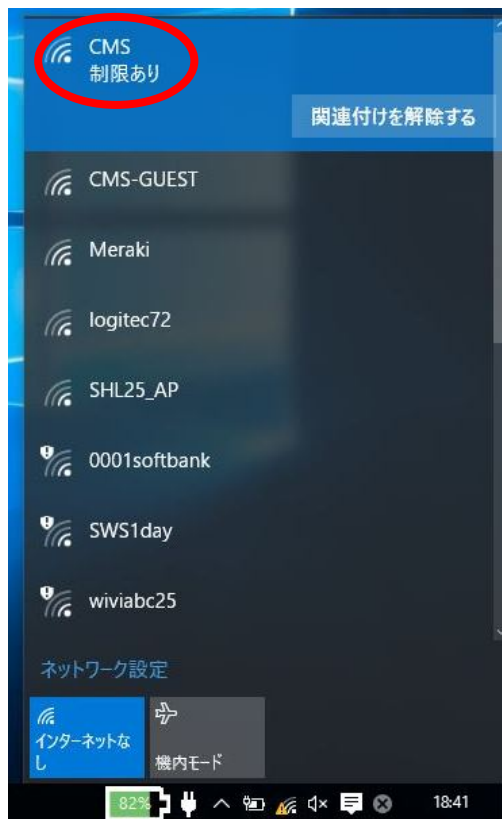 CMS
制限あり
関連付けを解除する
CMS-GUEST
Meraki
logitec72
SHL25_AP
0001softbank
SWS1day
wiviabc25
ネットワーク設定
インターネットな
し
機内モード
82%
18:41